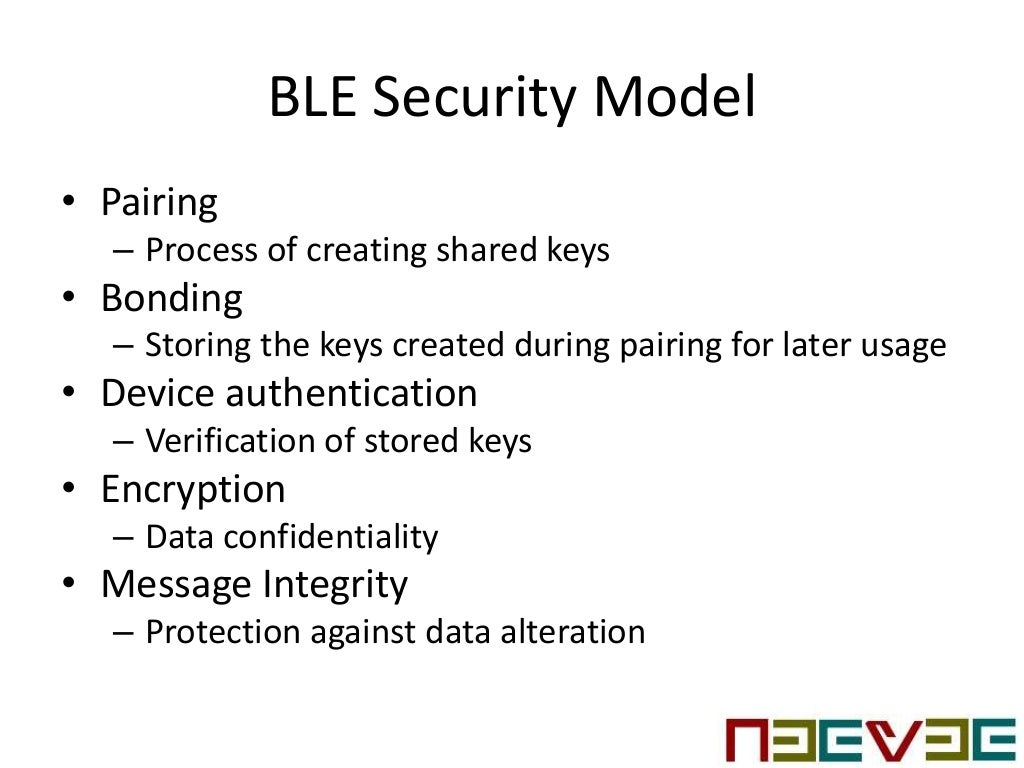 BLE Security Model
• Pairing
– Process of creating shared keys
• Bonding
– Storing the keys created during pairing for later usage
• Device authentication
– Verification of stored keys
• Encryption
– Data confidentiality
• Message Integrity
– Protection against data alteration